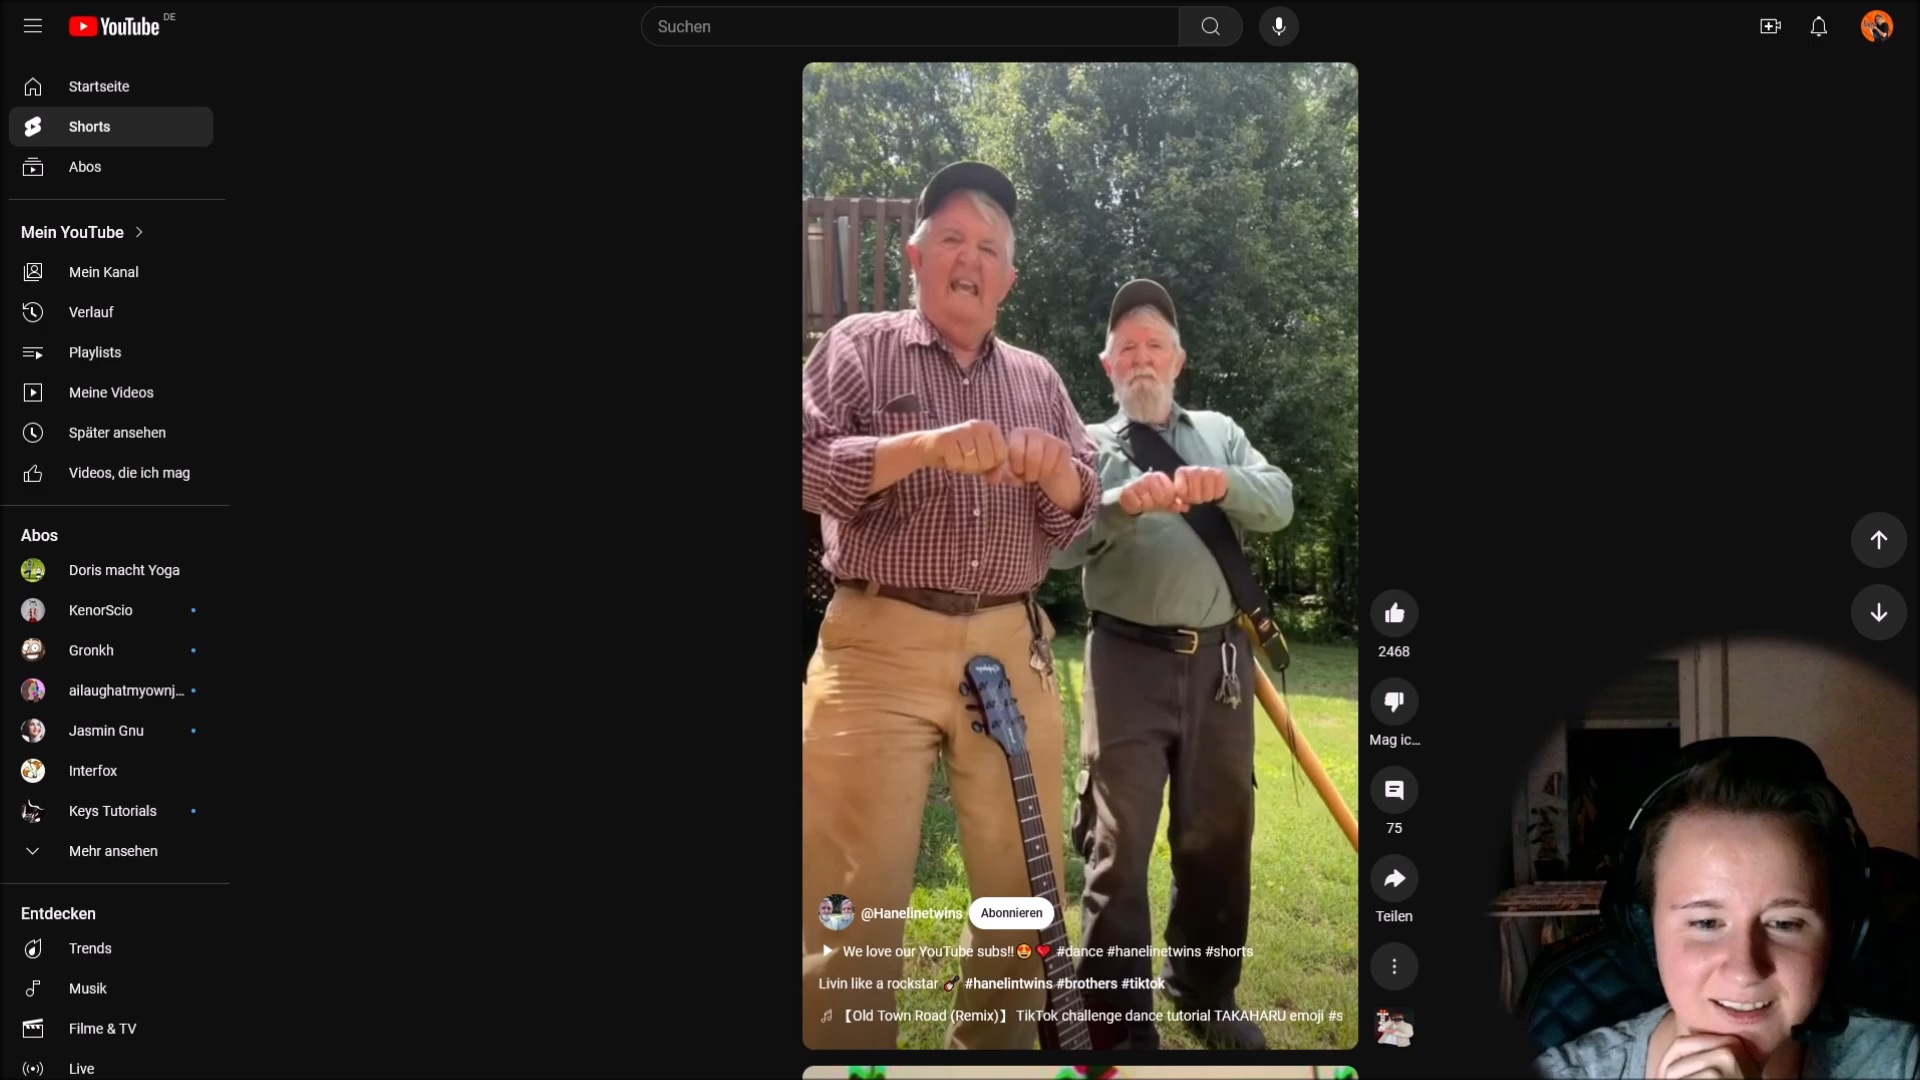 YouTube DE
Suchen
Startseite
Shorts
Abos
Mein YouTube
Mein Kanal
Verlauf
Playlists
Meine Videos
Später ansehen
Videos, die ich mag
Abos
Doris macht Yoga
KenorScio
Gronkh
ailaughatmyownj...
Jasmin Gnu
Interfox
Keys Tutorials
Mehr ansehen
Entdecken
Trends
Musik
Filme & TV
Live
2468
Mag ic...
75
Teilen
@Hanelinetwins Abonnieren
We love our YouTube subs!!🤩❤️ #dance #hanelinetwins #shorts
Livin like a rockstar 🎸 #hanelintwins #brothers #tiktok
【Old Town Road (Remix)】 TikTok challenge dance tutorial TAKAHARU emoji #s